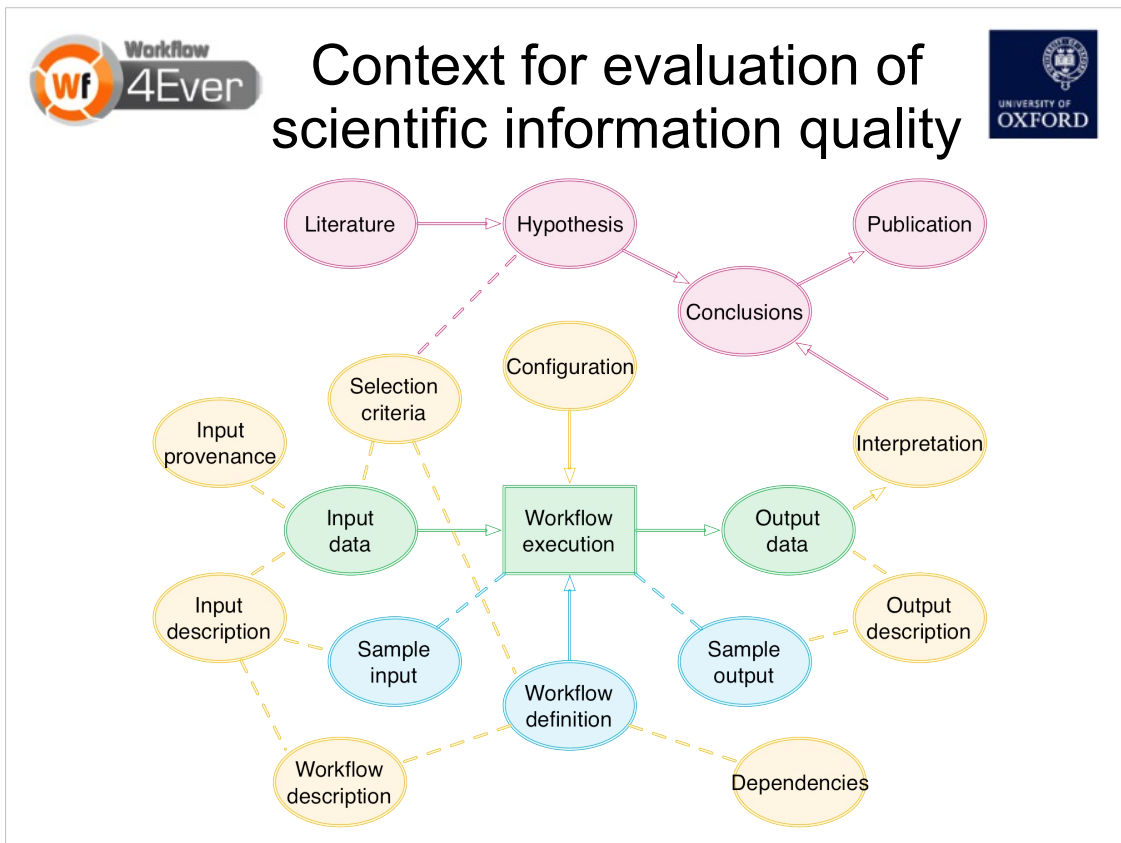 Workflow
Wf
4Ever
Context for evaluation of
scientific information quality
UNIVERSITY OF
OXFORD
Literature
Hypothesis
Publication
Conclusions
Configuration
Selection
criteria
Input
provenance
Interpretation
Input
data
Workflow
execution
Output
data
Input
description
Output
description
Sample
input
Sample
output
Workflow
definition
Workflow
description
Dependencies